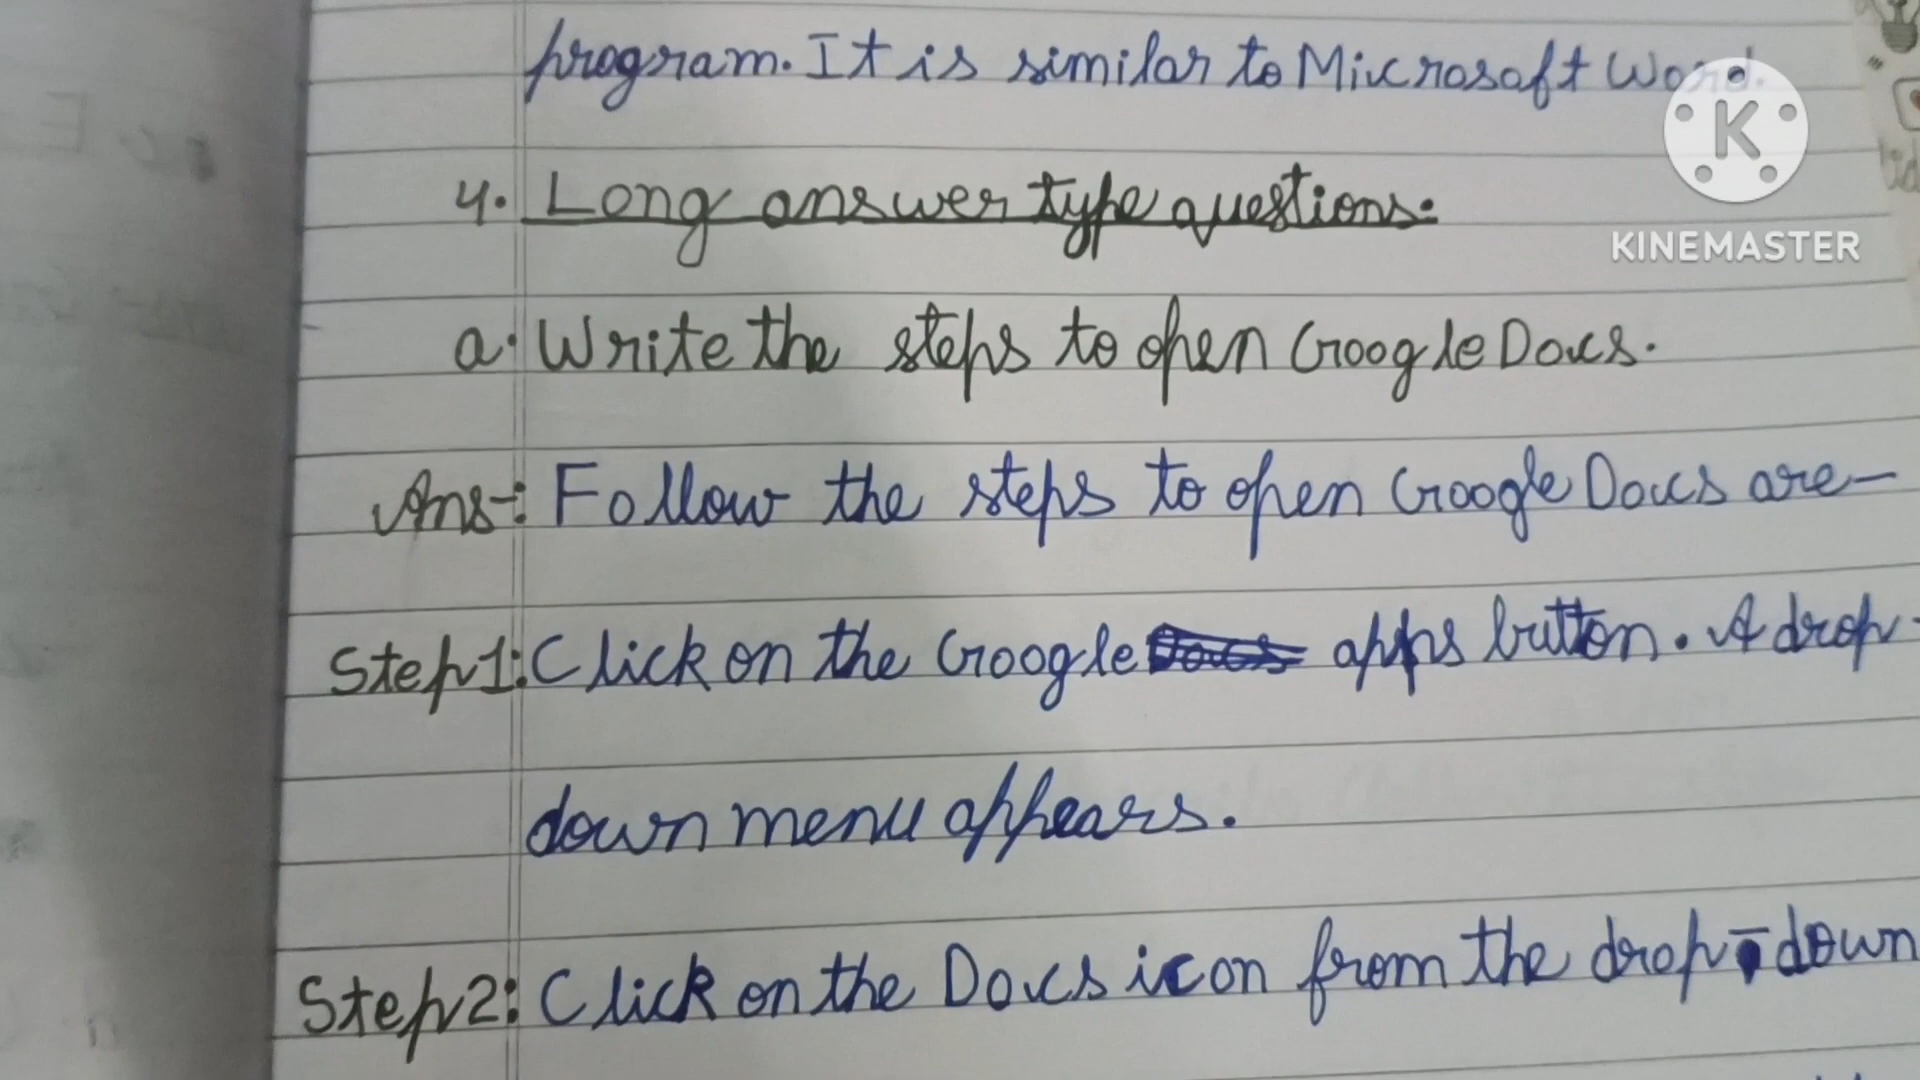 program. It is similar to Microsoft Word.
4. Long answer type questions:
a. Write the steps to open Google Docs.
Ans-: Follow the steps to open Google Docs are-
Step1: Click on the Google Docs apps button. A drop-
down menu appears.
Step2: Click on the Docs icon from the drop-down
K
KINEMASTER